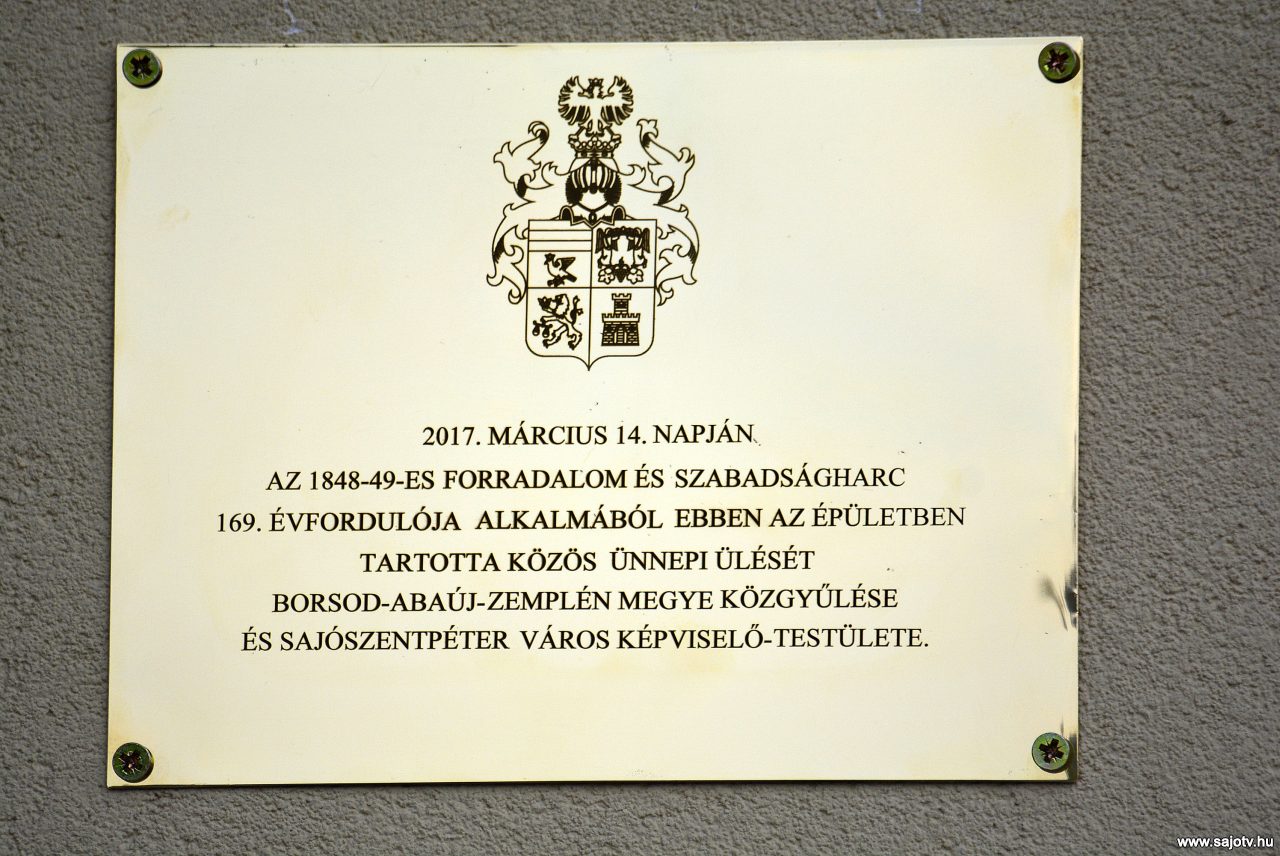 2017. MÁRCIUS 14. NAPJÁN
AZ 1848-49-ES FORRADALOM ÉS SZABADSÁGHARC
169. ÉVFORDULÓJA ALKALMÁBÓL EBBEN AZ ÉPÜLETBEN
TARTOTTA KÖZÖS ÜNNEPI ÜLÉSÉT
BORSOD-ABAÚJ-ZEMPLÉN MEGYE KÖZGYŰLÉSE
ÉS SAJÓSZENTPÉTER VÁROS KÉPVISELŐ-TESTÜLETE.
www.sajotv.hu